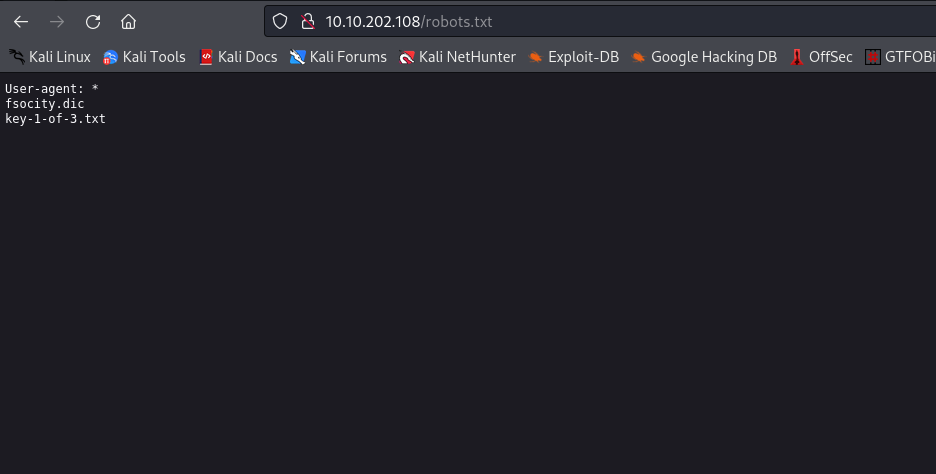 10.10.202.108/robots.txt
Kali Linux Kali Tools Kali Docs Kali Forums Kali NetHunter Exploit-DB Google Hacking DB OffSec GTFOBi
User-agent: *
fsocity.dic
key-1-of-3.txt